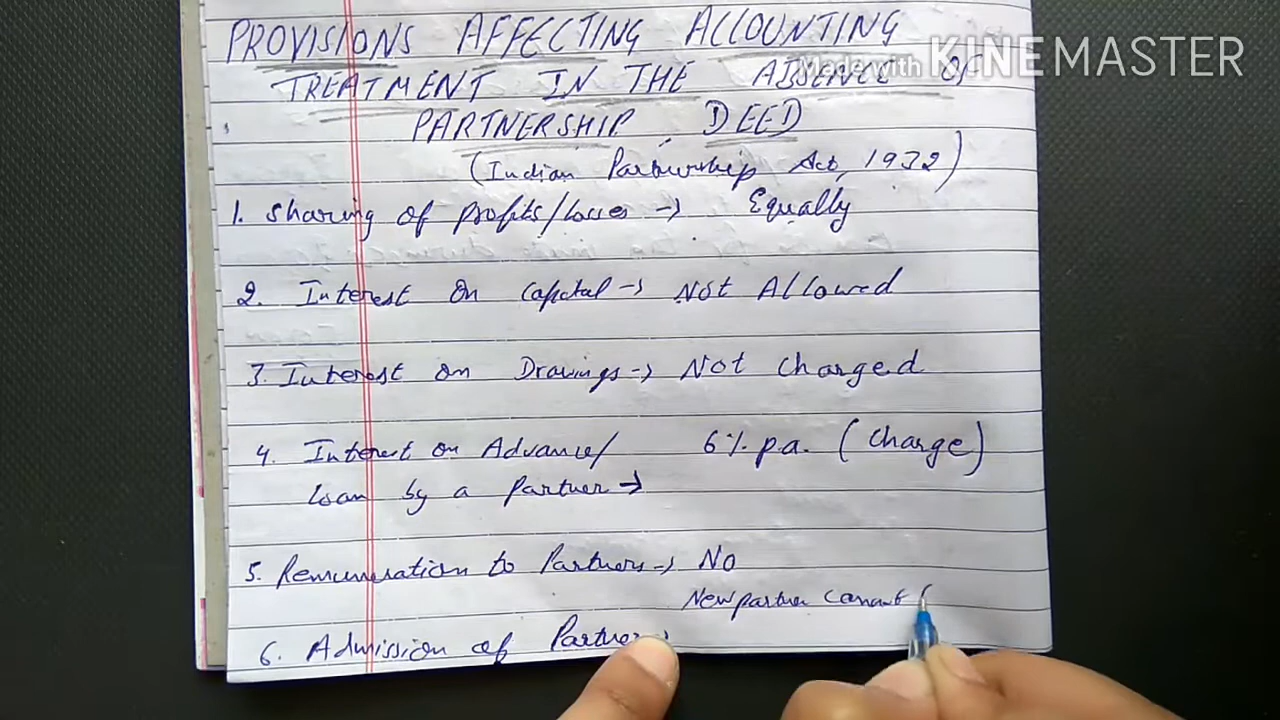 PROVISIONS AFFECTING ACCOUNTING
Made with KINEMASTER
TREATMENT IN THE ABSENCE OF
PARTNERSHIP DEED
(Indian Partnership Act, 1932)
1. Sharing of Profits/Losses → Equally
2. Interest on Capital → Not Allowed
3. Interest on Drawings → Not Charged
4. Interest on Advance/ 6% p.a. (Charge)
Loan by a Partner →
5. Remuneration to Partners → No
New partner cannot
6. Admission of Partner